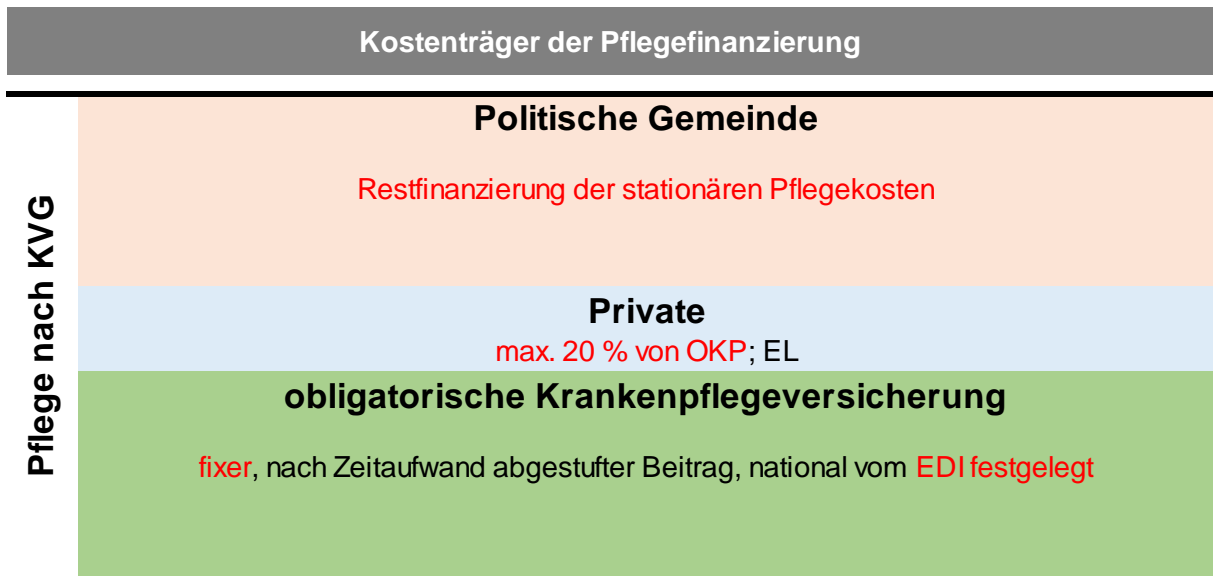 Kostenträger der Pflegefinanzierung
Pflege nach KVG
Politische Gemeinde
Restfinanzierung der stationären Pflegekosten
Private
max. 20 % von OKP; EL
obligatorische Krankenpflegeversicherung
fixer, nach Zeitaufwand abgestufter Beitrag, national vom EDI festgelegt